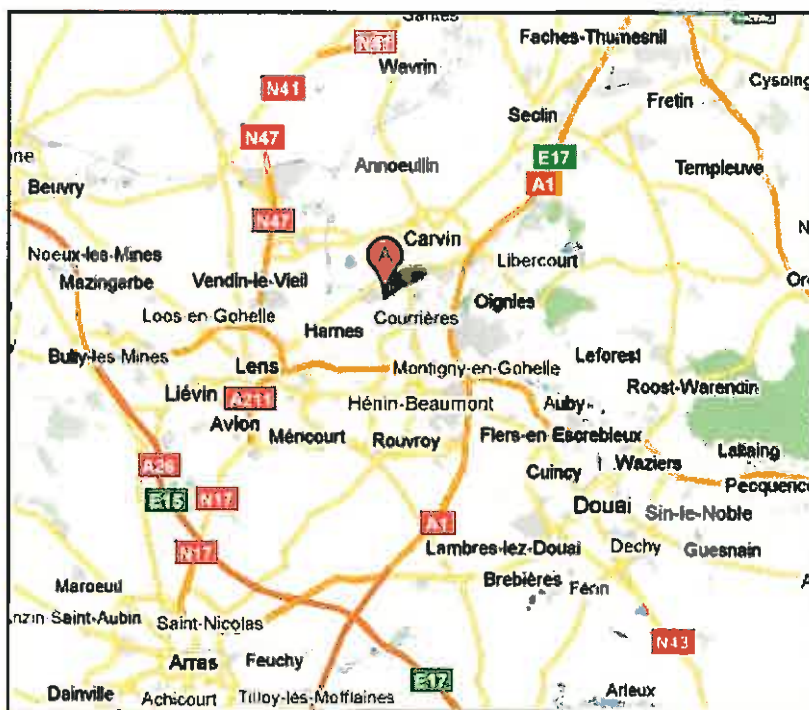 Faches-Thumesnil
Wavrin
Cysoing
N41
Fretin
Seclin
N47
E17
Annoeullin
Templeuve
A1
Beuvry
N47
Carvin
A
Noeux-les-Mines
Libercourt
Mazingarbe
Vendin-le-Vieil
Oignies
Loos-en-Gohelle
Courrières
Harnes
Bully-les-Mines
Leforest
Lens
Montigny-en-Gohelle
Roost-Warendin
Liévin
A211
Hénin-Beaumont
Auby
Avion
Méricourt
Rouvroy
Flers-en-Escrebieux
Lallaing
A26
Cuincy
Waziers
Pecquence
E15
N17
Douai
Sin-le-Noble
A1
N17
Lambres-lez-Douai
Dechy
Guesnain
Maroeuil
Brebières
Férin
nzin-Saint-Aubin
Saint-Nicolas
N43
Arras
Feuchy
E17
Dainville
Achicourt
Tilloy-lès-Mofflaines
Arleux